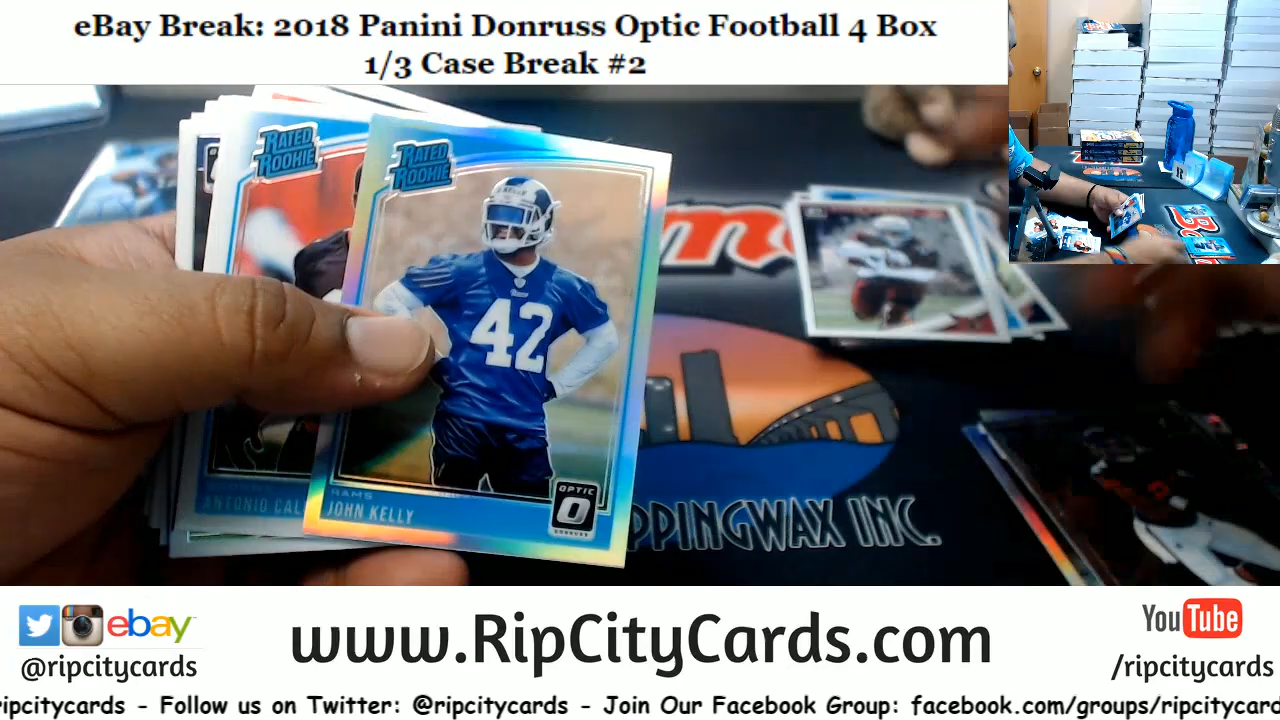 eBay Break: 2018 Panini Donruss Optic Football 4 Box
1/3 Case Break #2
RATED
ROOKIE
RATED
ROOKIE
KELLY
42
RAMS
JOHN KELLY
OPTIC
DONRUSS
ANTONIO CAL
PPINGWAX INC.
ebay
@ripcitycards
www.RipCityCards.com
YouTube
/ripcitycards
ripcitycards - Follow us on Twitter: @ripcitycards - Join Our Facebook Group: facebook.com/groups/ripcitycard